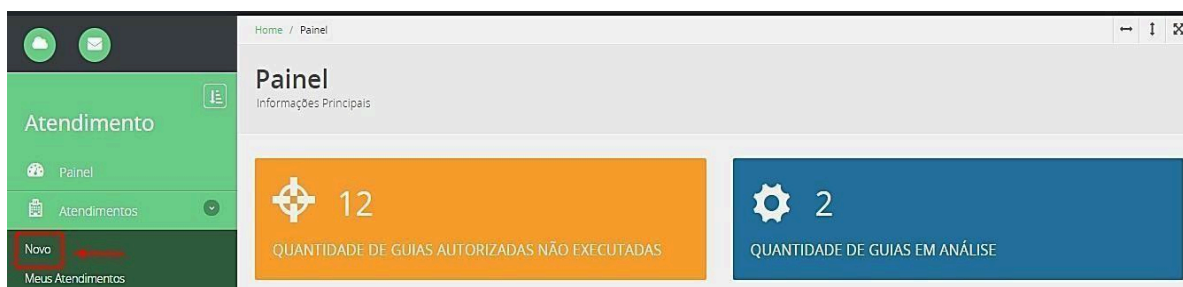 Home / Painel
Painel
Informações Principais
Atendimento
Painel
Atendimentos
Novo
Meus Atendimentos
12
QUANTIDADE DE GUIAS AUTORIZADAS NÃO EXECUTADAS
2
QUANTIDADE DE GUIAS EM ANÁLISE